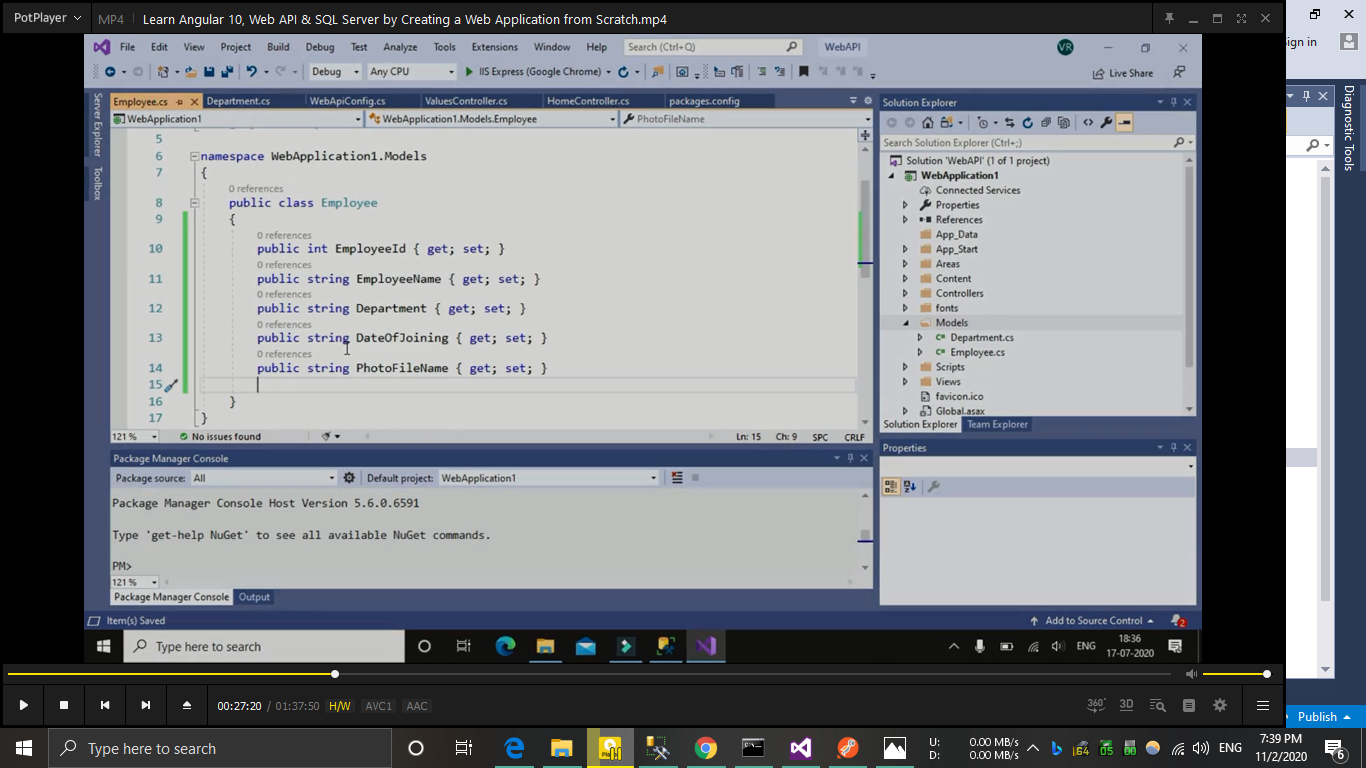 PotPlayer
MP4 Learn Angular 10, Web API & SQL Server by Creating a Web Application from Scratch.mp4
ign in
File Edit View Project Build Debug Test Analyze Tools Extensions Window Help Search (Ctrl+Q) WebAPI VR
Debug Any CPU IIS Express (Google Chrome) Live Share
Server Explorer
Toolbox
Employee.cs Department.cs WebApiConfig.cs ValuesController.cs HomeController.cs packages.config
WebApplication1 WebApplication1.Models.Employee PhotoFileName
5
6 namespace WebApplication1.Models
7 {
0 references
8 public class Employee
9 {
0 references
10 public int EmployeeId { get; set; }
0 references
11 public string EmployeeName { get; set; }
0 references
12 public string Department { get; set; }
0 references
13 public string DateOfJoining { get; set; }
0 references
14 public string PhotoFileName { get; set; }
15
16 }
17 }
121 % No issues found Ln: 15 Ch: 9 SPC CRLF
Package Manager Console
Package source: All Default project: WebApplication1
Package Manager Console Host Version 5.6.0.6591
Type 'get-help NuGet' to see all available NuGet commands.
PM>
121 %
Package Manager Console Output
Solution Explorer
Search Solution Explorer (Ctrl+;)
Solution 'WebAPI' (1 of 1 project)
WebApplication1
Connected Services
Properties
References
App_Data
App_Start
Areas
Content
Controllers
fonts
Models
Department.cs
Employee.cs
Scripts
Views
favicon.ico
Global.asax
Solution Explorer Team Explorer
Properties
Diagnostic Tools
Item(s) Saved Add to Source Control 2
Type here to search ENG 18:36
17-07-2020
00:27:20 / 01:37:50 H/W AVC1 AAC 360° 3D
Publish
Type here to search U: 0.00 MB/s
D: 0.00 MB/s
64 05 ENG 7:39 PM
11/2/2020 6